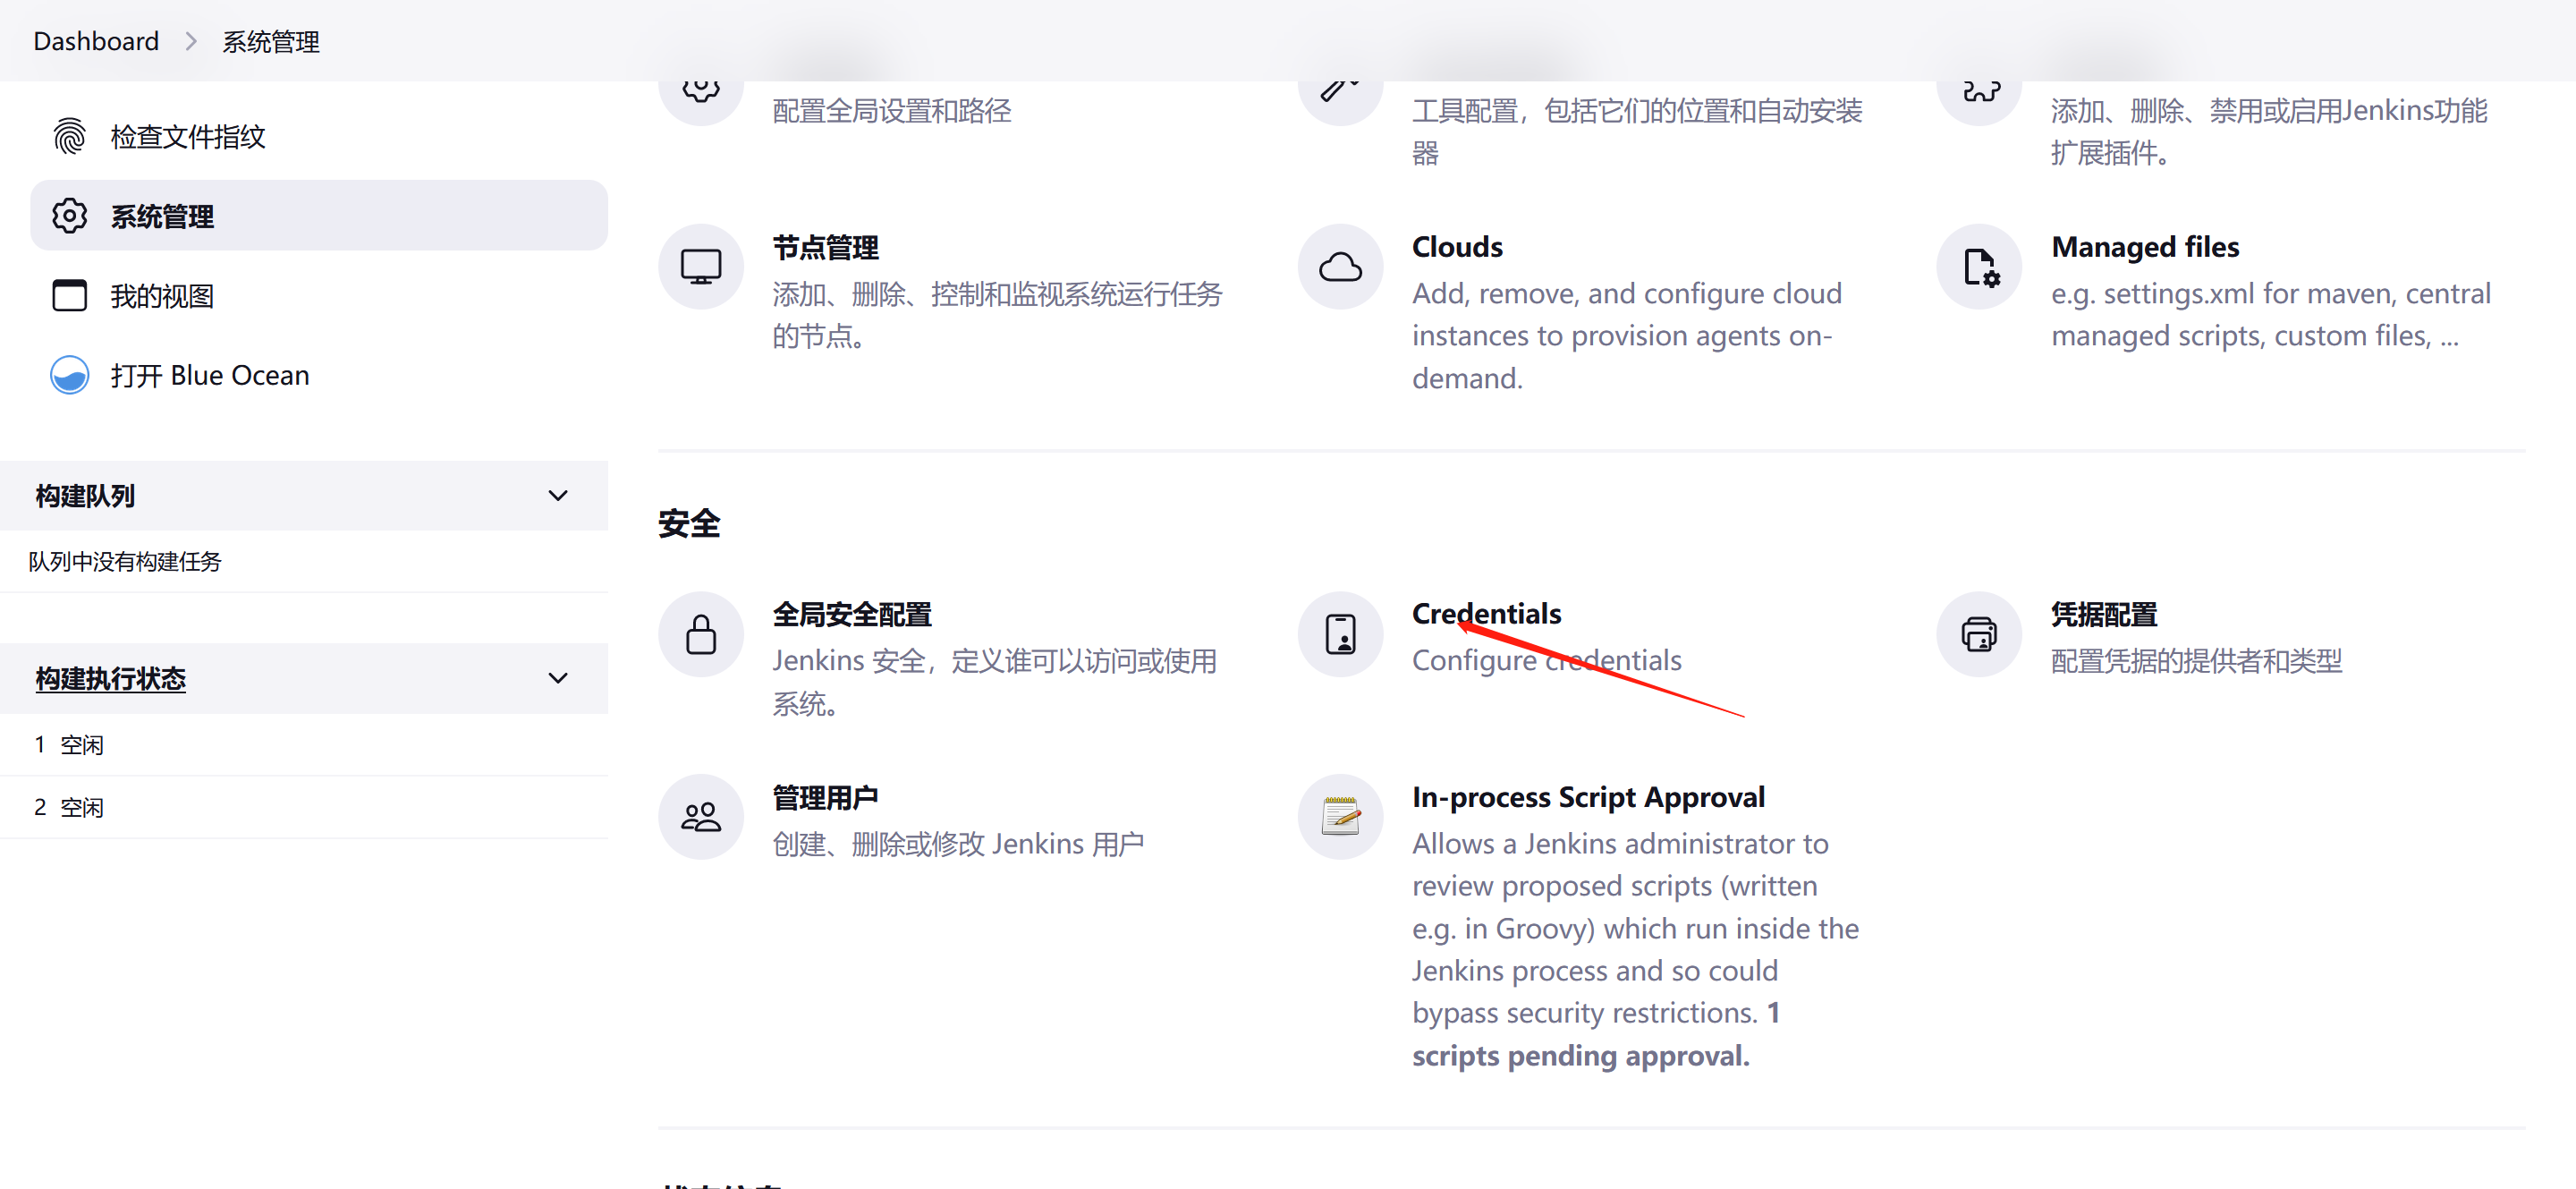 Dashboard > 系统管理
检查文件指纹
系统管理
我的视图
打开 Blue Ocean
构建队列
队列中没有构建任务
构建执行状态
1 空闲
2 空闲
配置全局设置和路径
工具配置，包括它们的位置和自动安装
器
添加、删除、禁用或启用Jenkins功能
扩展插件。
节点管理
添加、删除、控制和监视系统运行任务
的节点。
Clouds
Add, remove, and configure cloud
instances to provision agents on-
demand.
Managed files
e.g. settings.xml for maven, central
managed scripts, custom files, ...
安全
全局安全配置
Jenkins 安全，定义谁可以访问或使用
系统。
Credentials
Configure credentials
凭据配置
配置凭据的提供者和类型
管理用户
创建、删除或修改 Jenkins 用户
In-process Script Approval
Allows a Jenkins administrator to
review proposed scripts (written
e.g. in Groovy) which run inside the
Jenkins process and so could
bypass security restrictions. 1
scripts pending approval.